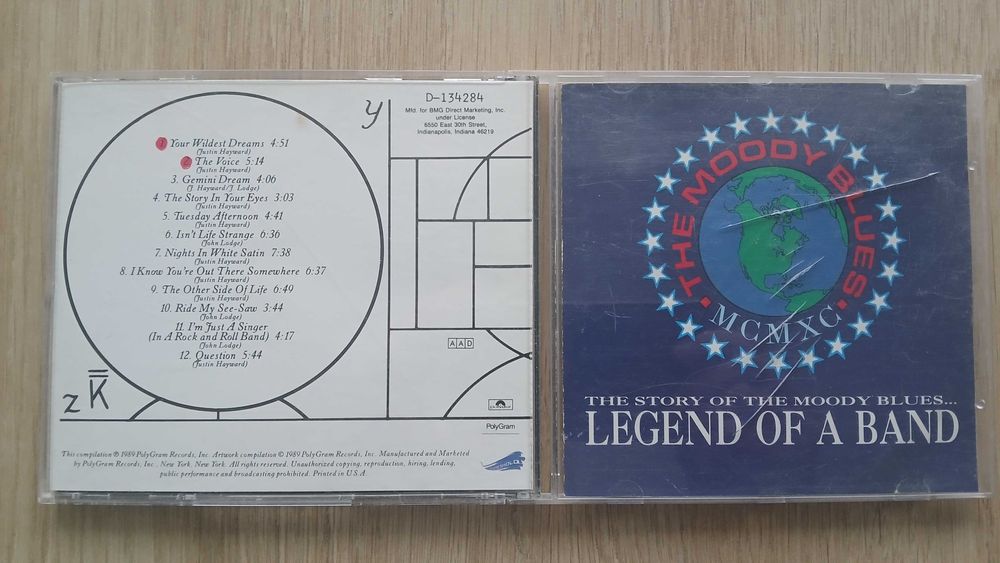 D-134284
Mfd. for BMG Direct Marketing, Inc.
under License
6550 East 30th Street,
Indianapolis, Indiana 46219
y
1 Your Wildest Dreams 4:51
(Justin Hayward)
2 The Voice 5:14
(Justin Hayward)
3. Gemini Dream 4:06
(J. Hayward/J. Lodge)
4. The Story In Your Eyes 3:03
(Justin Hayward)
5. Tuesday Afternoon 4:41
(Justin Hayward)
6. Isn't Life Strange 6:36
(John Lodge)
7. Nights In White Satin 7:38
(Justin Hayward)
8. I Know You're Out There Somewhere 6:37
(Justin Hayward)
9. The Other Side Of Life 6:49
(Justin Hayward)
10. Ride My See-Saw 3:44
(John Lodge)
11. I'm Just A Singer
(In A Rock and Roll Band) 4:17
(John Lodge)
12. Question 5:44
(Justin Hayward)
AAD
z K
PolyGram
This compilation ℗ 1989 PolyGram Records, Inc. Artwork compilation © 1989 PolyGram Records, Inc. Manufactured and Marketed
by PolyGram Records, Inc., New York, New York. All rights reserved. Unauthorized copying, reproduction, hiring, lending,
public performance and broadcasting prohibited. Printed in U.S.A.
THE MOODY BLUES
MCMXC
THE STORY OF THE MOODY BLUES...
LEGEND OF A BAND